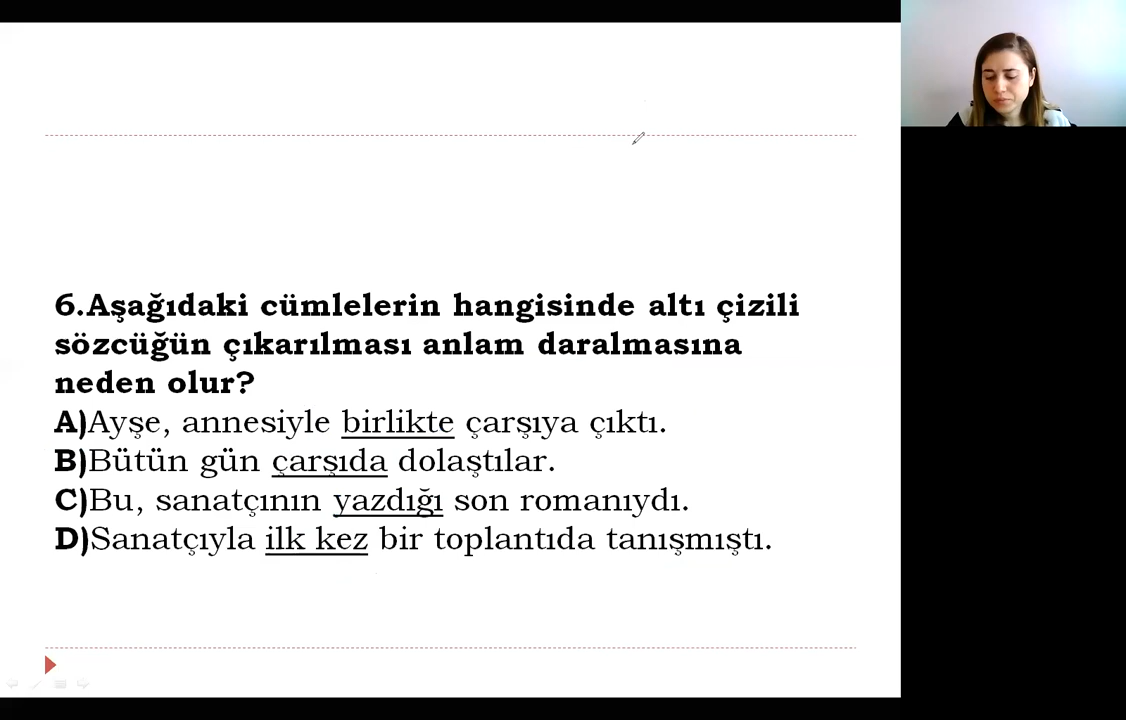 6.Aşağıdaki cümlelerin hangisinde altı çizili
sözcüğün çıkarılması anlam daralmasına
neden olur?
A)Ayşe, annesiyle birlikte çarşıya çıktı.
B)Bütün gün çarşıda dolaştılar.
C)Bu, sanatçının yazdığı son romanıydı.
D)Sanatçıyla ilk kez bir toplantıda tanışmıştı.